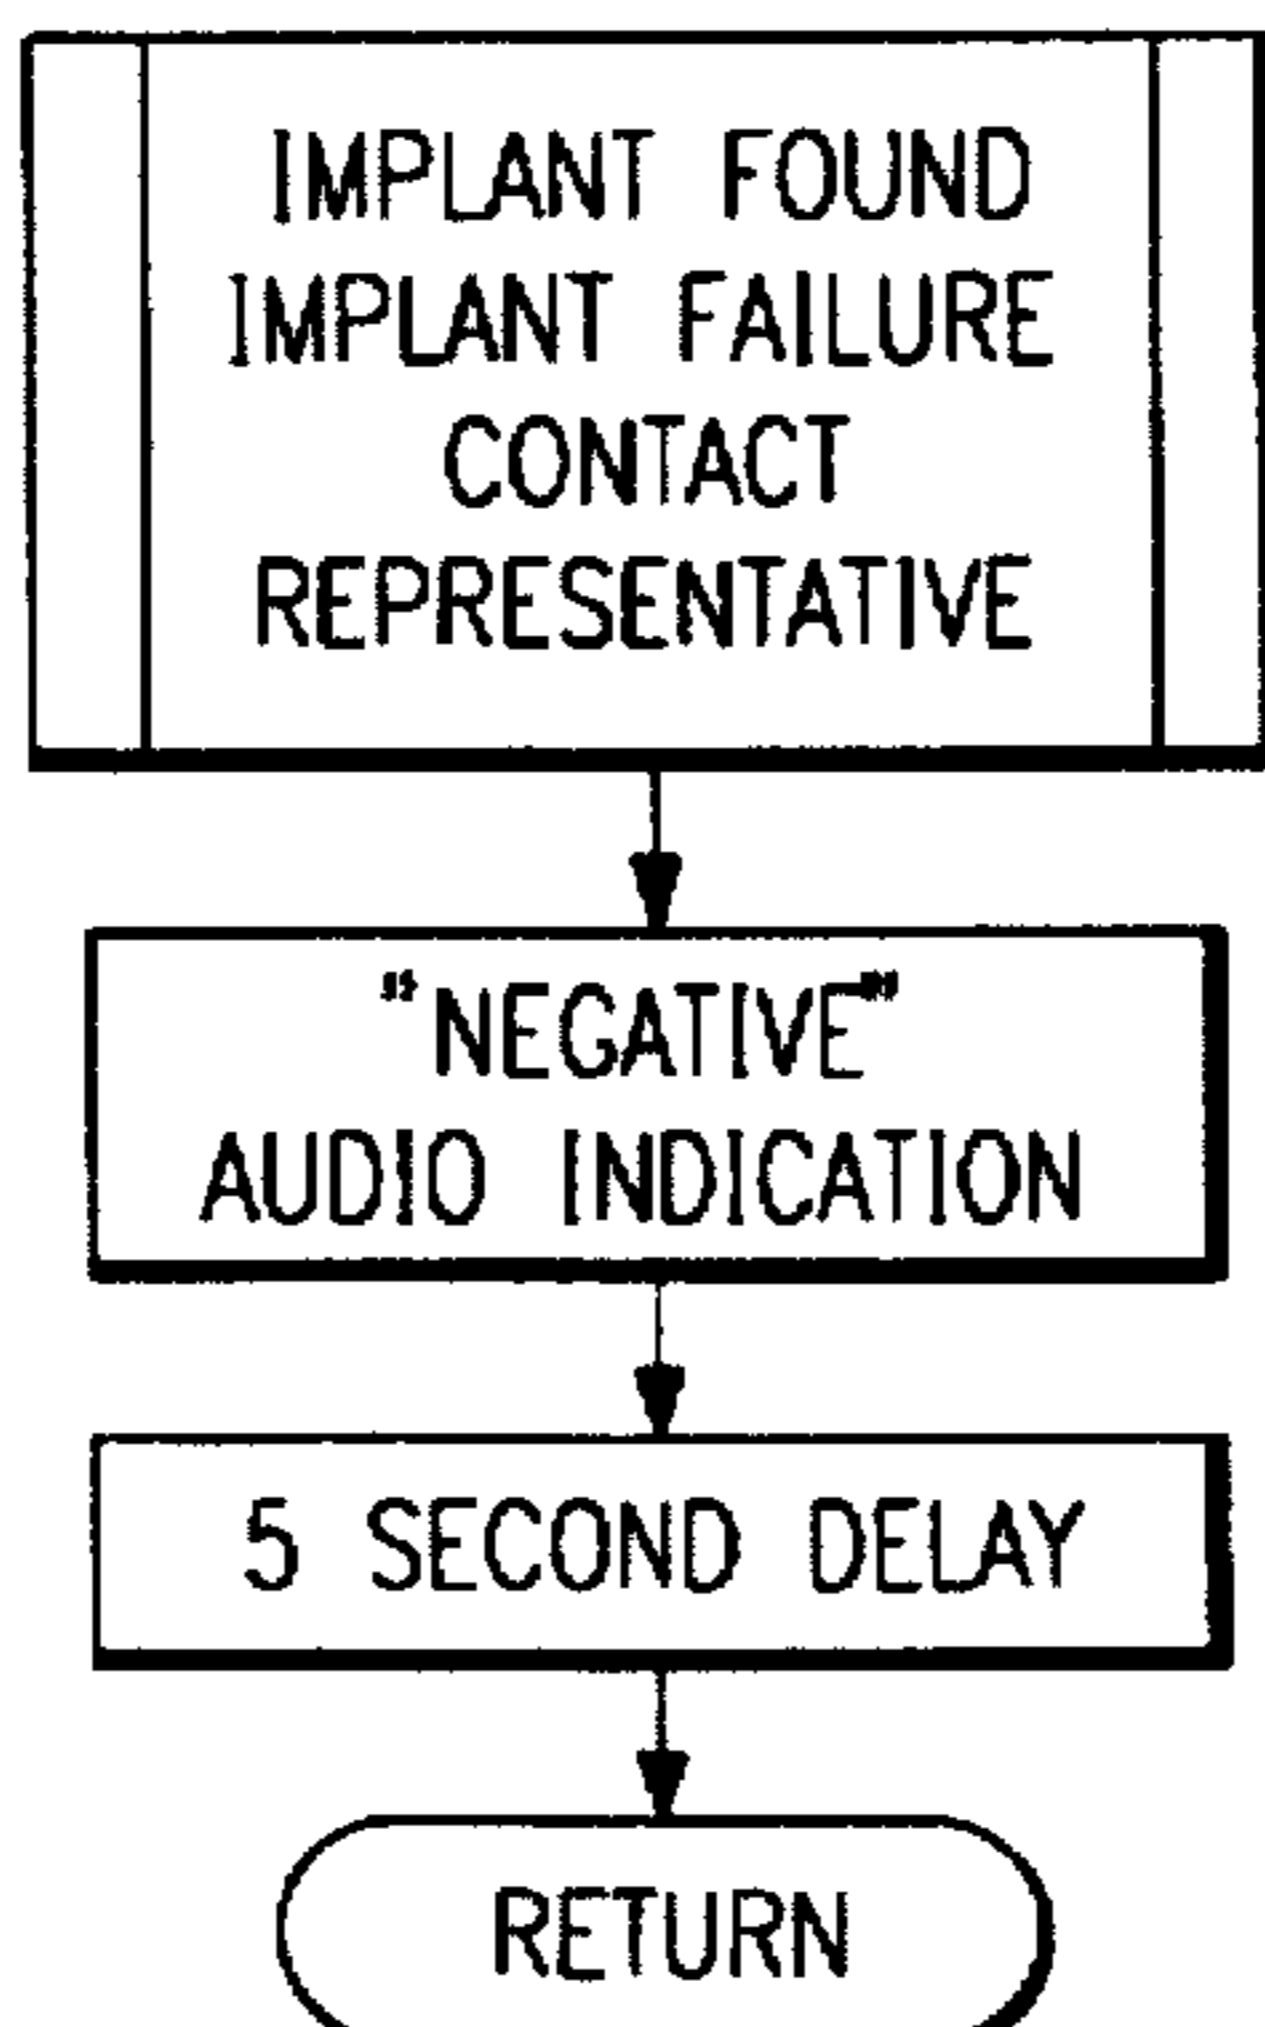 IMPLANT FOUND
IMPLANT FAILURE
CONTACT
REPRESENTATIVE
"NEGATIVE"
AUDIO INDICATION
5 SECOND DELAY
RETURN